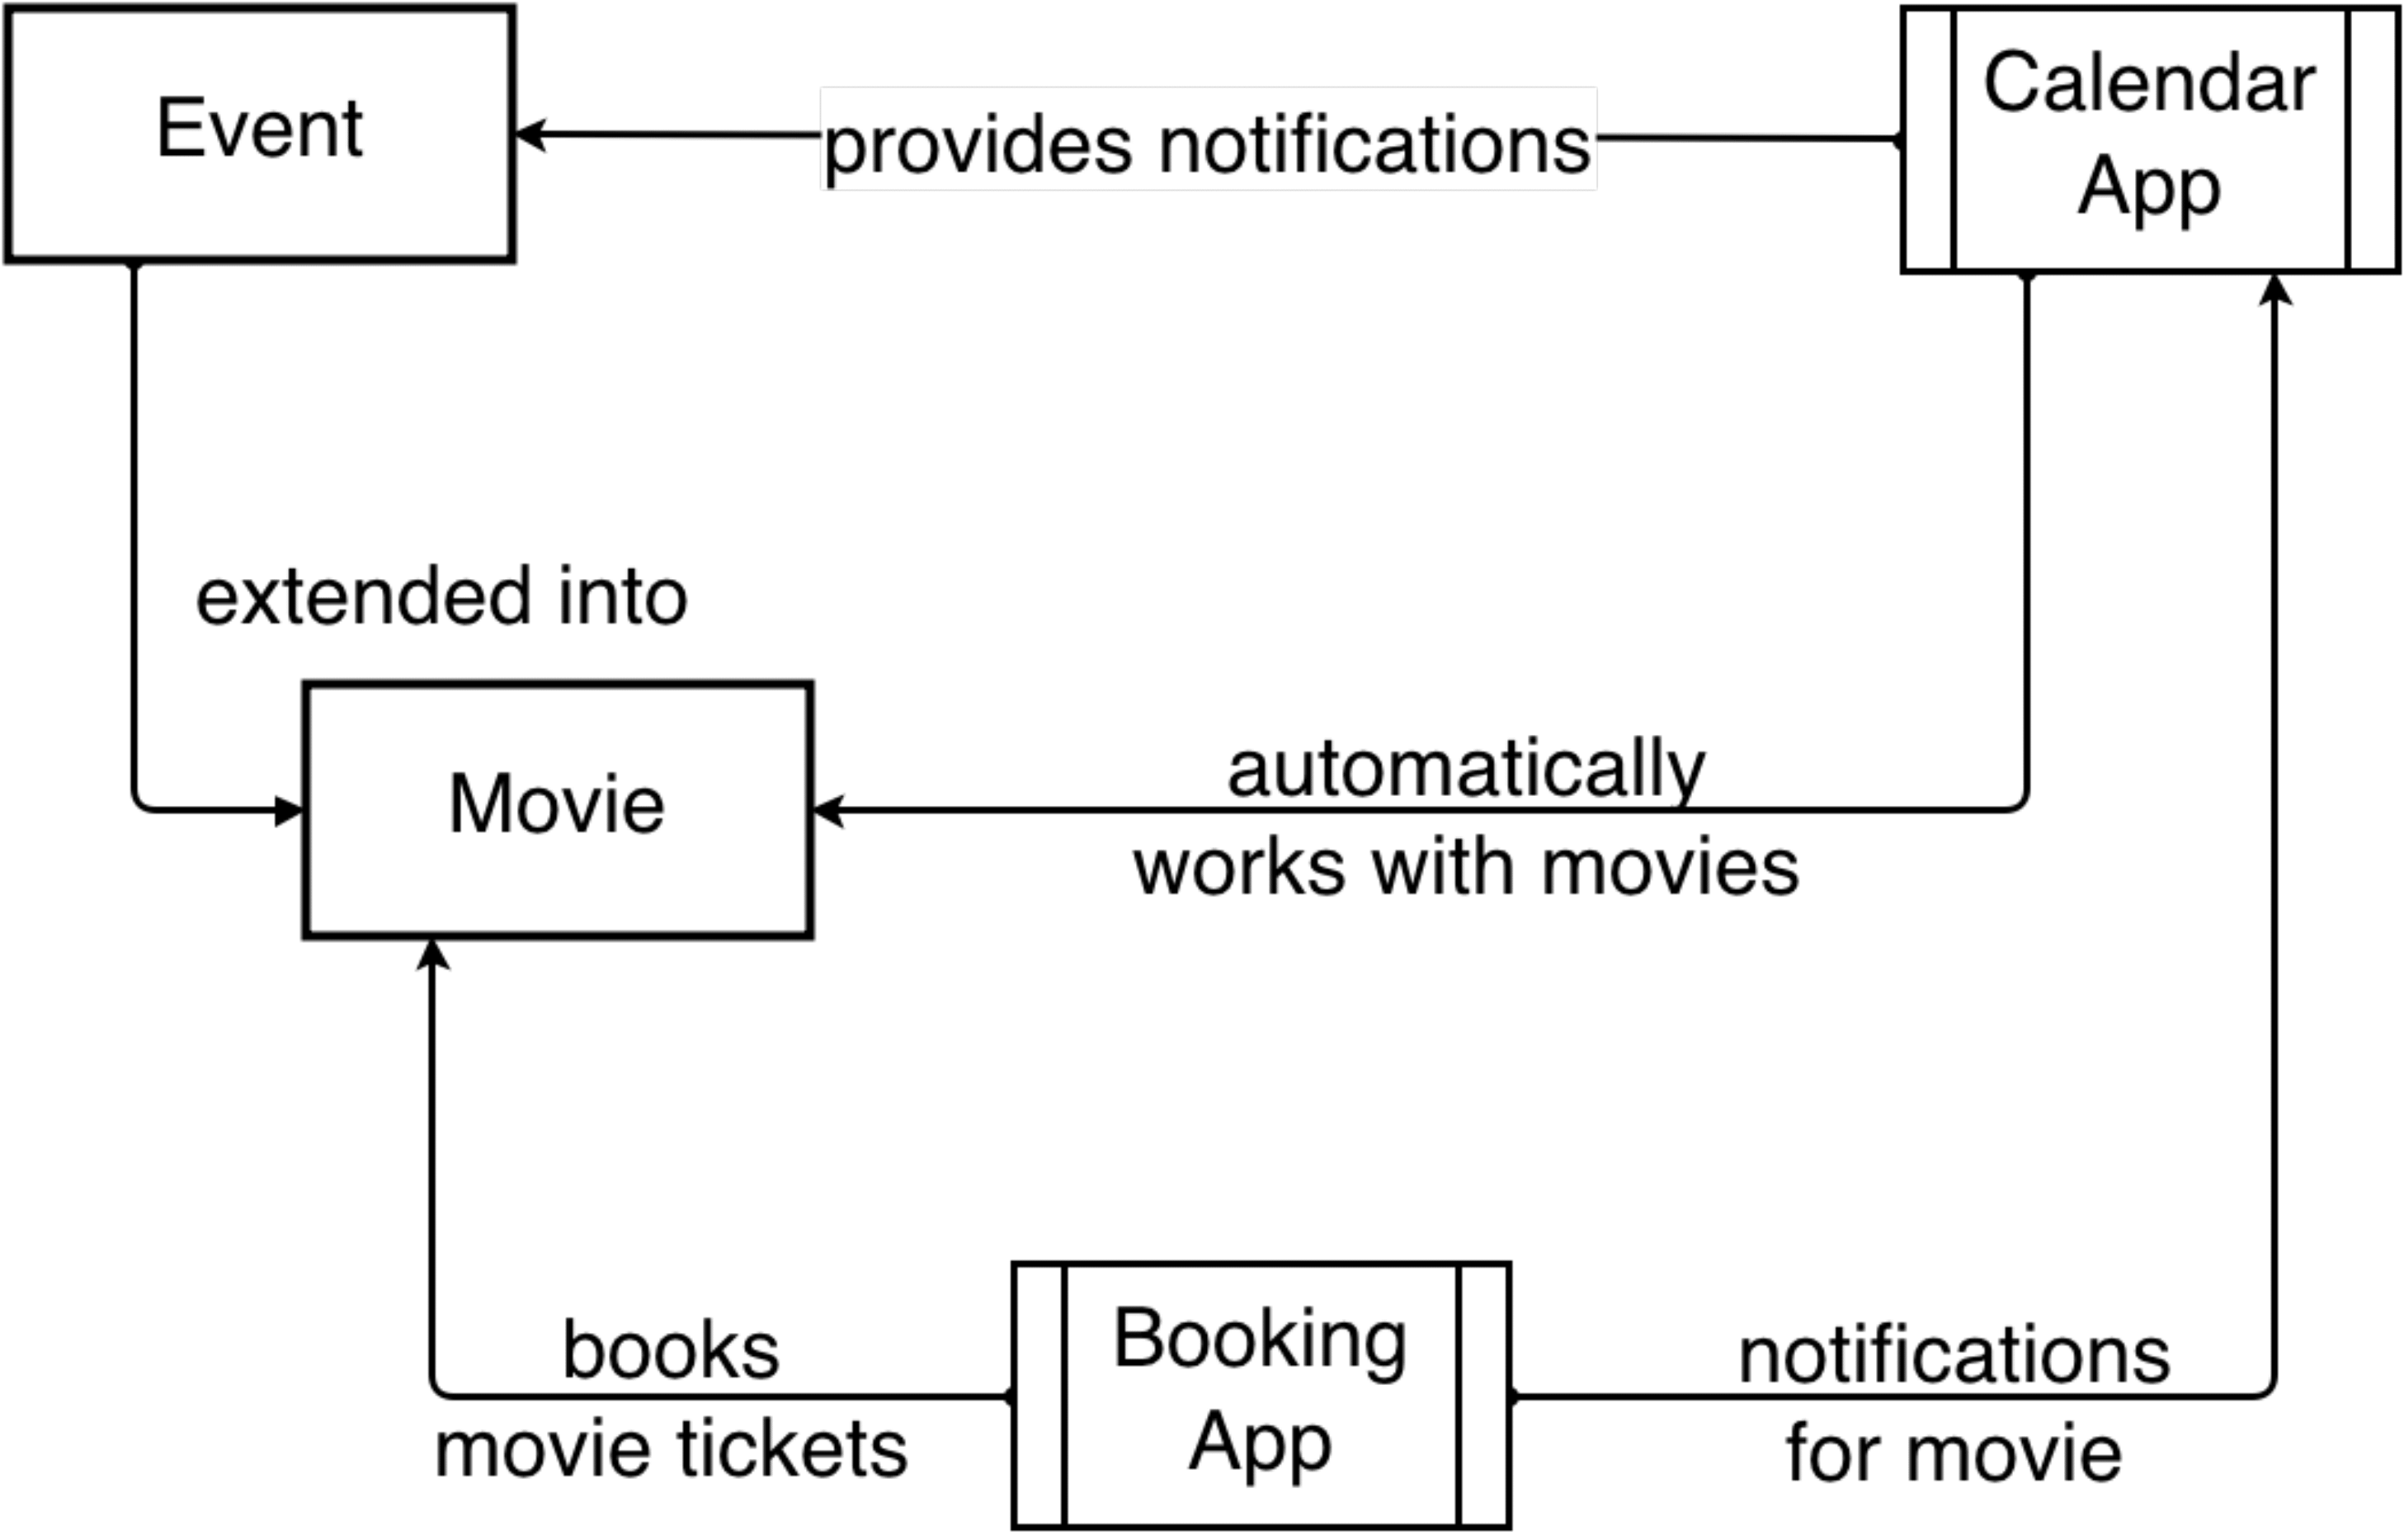 Event
provides notifications
Calendar
App
extended into
Movie
automatically
works with movies
books
movie tickets
Booking
App
notifications
for movie